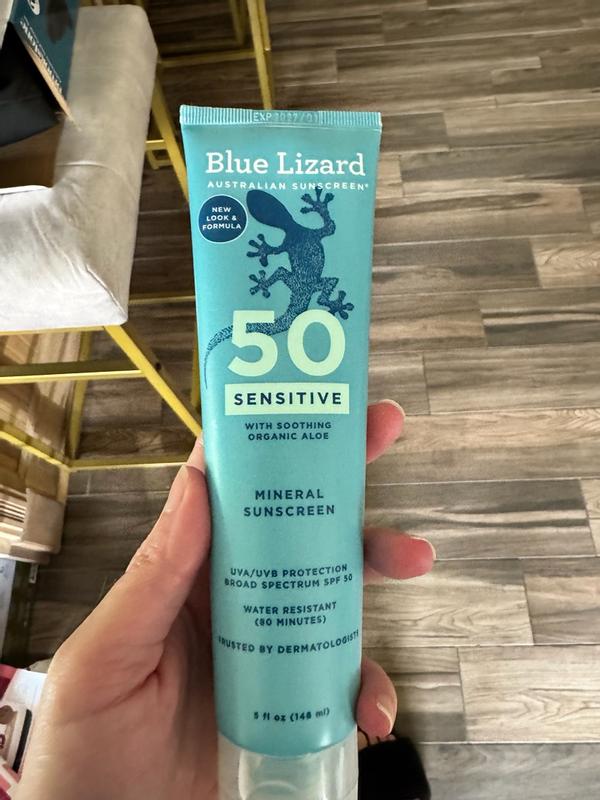 EXP
Blue Lizard
AUSTRALIAN SUNSCREEN®
NEW
LOOK &
FORMULA
50
SENSITIVE
WITH SOOTHING
ORGANIC ALOE
MINERAL
SUNSCREEN
UVA/UVB PROTECTION
BROAD SPECTRUM SPF 50
WATER RESISTANT
(80 MINUTES)
TRUSTED BY DERMATOLOGISTS
5 fl oz (148 ml)